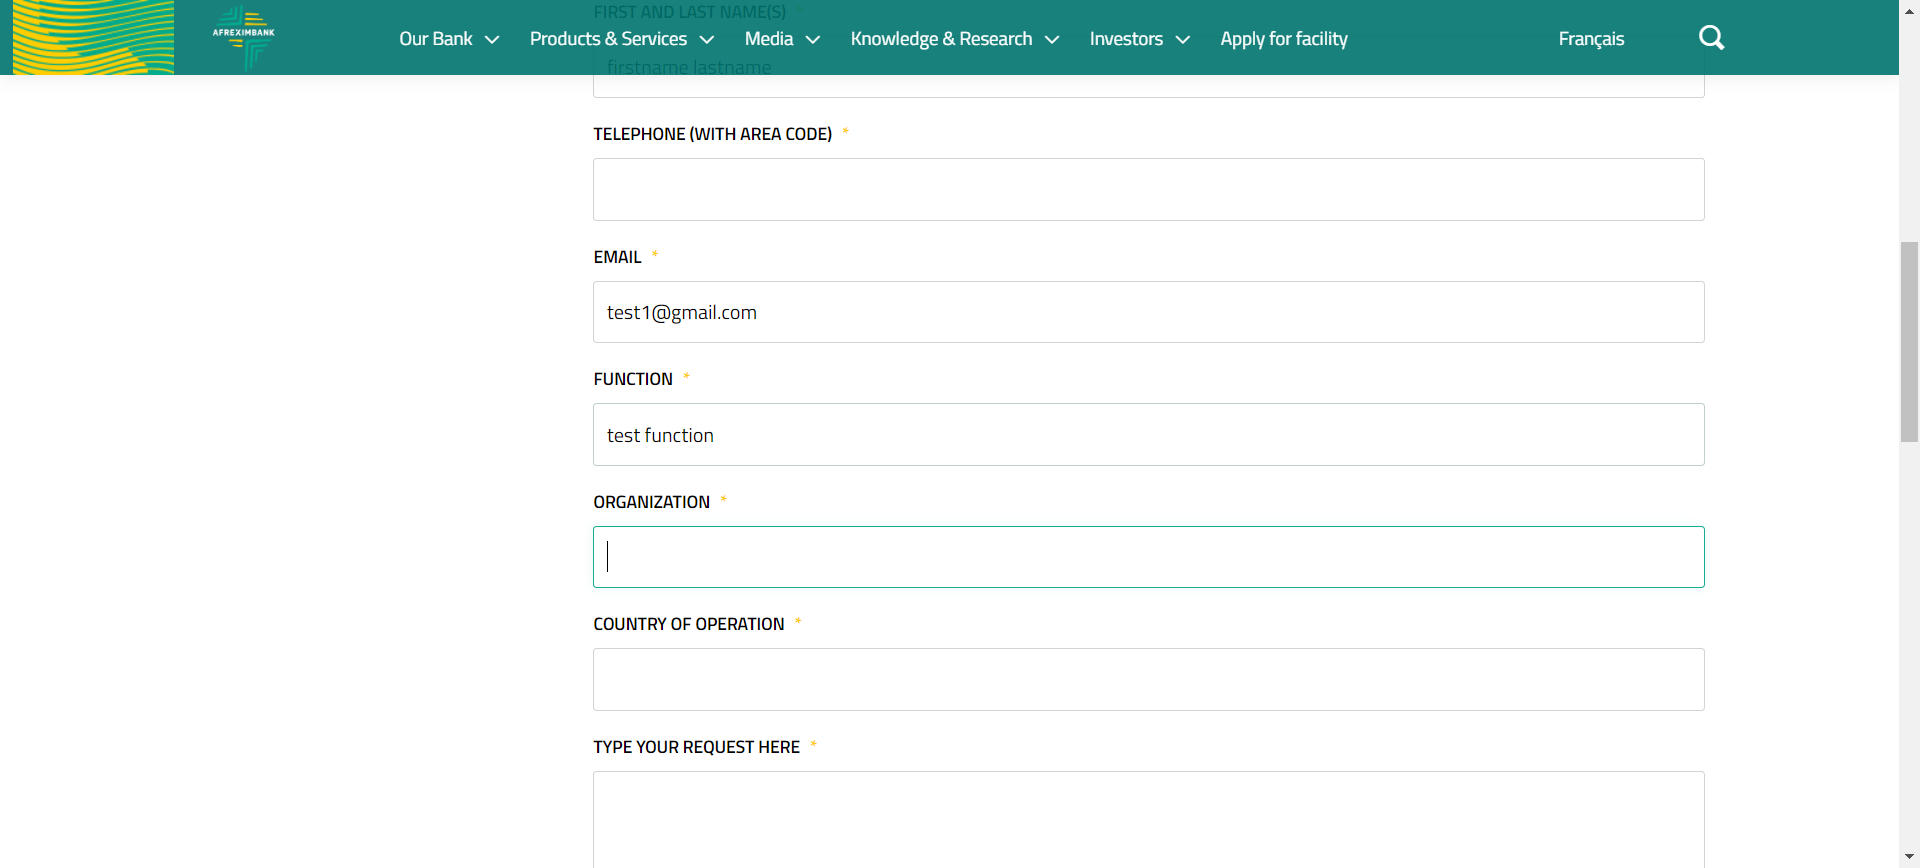 FIRST AND LAST NAME(S) *
AFREXIMBANK
Our Bank Products & Services Media Knowledge & Research Investors Apply for facility Français
firstname lastname
TELEPHONE (WITH AREA CODE) *
EMAIL *
test1@gmail.com
FUNCTION *
test function
ORGANIZATION *
COUNTRY OF OPERATION *
TYPE YOUR REQUEST HERE *